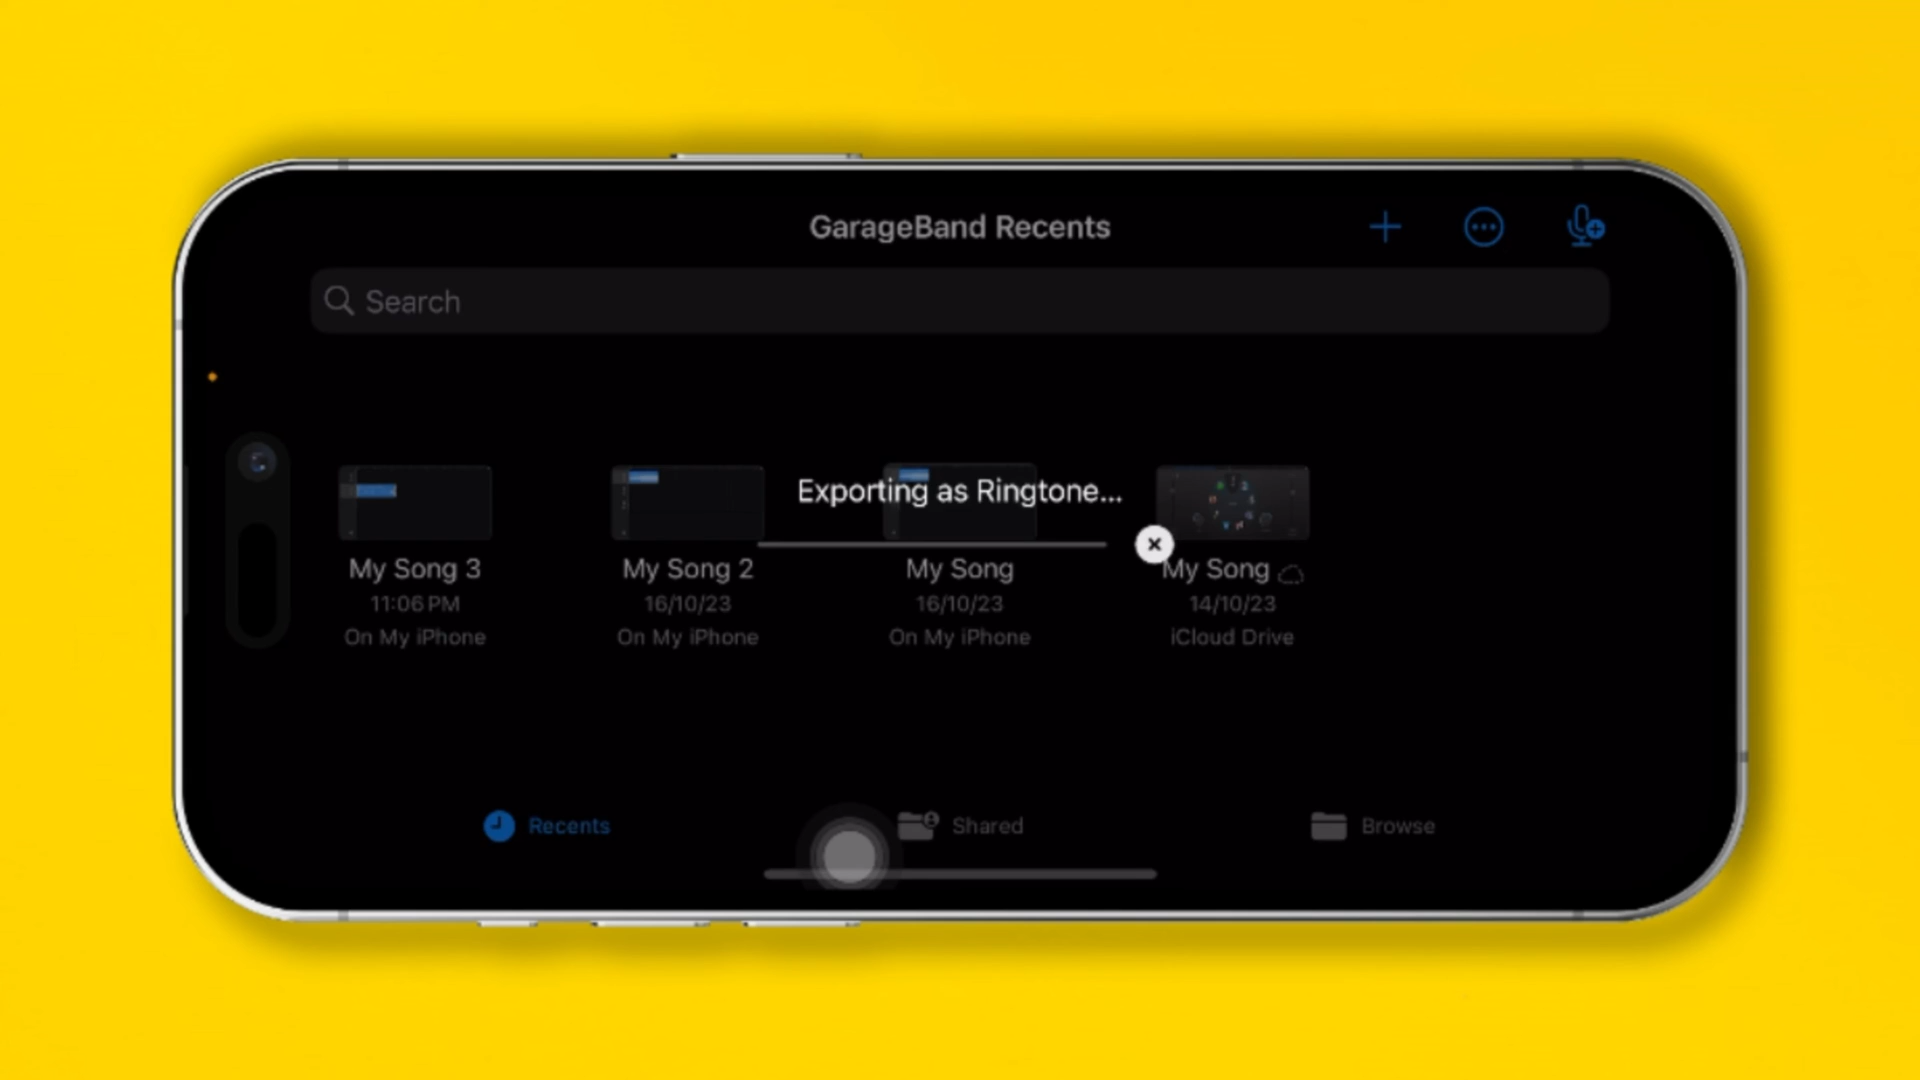 GarageBand Recents
Search
Exporting as Ringtone...
My Song 3
11:06 PM
On My iPhone
My Song 2
16/10/23
On My iPhone
My Song
16/10/23
On My iPhone
My Song
14/10/23
iCloud Drive
Recents
Shared
Browse